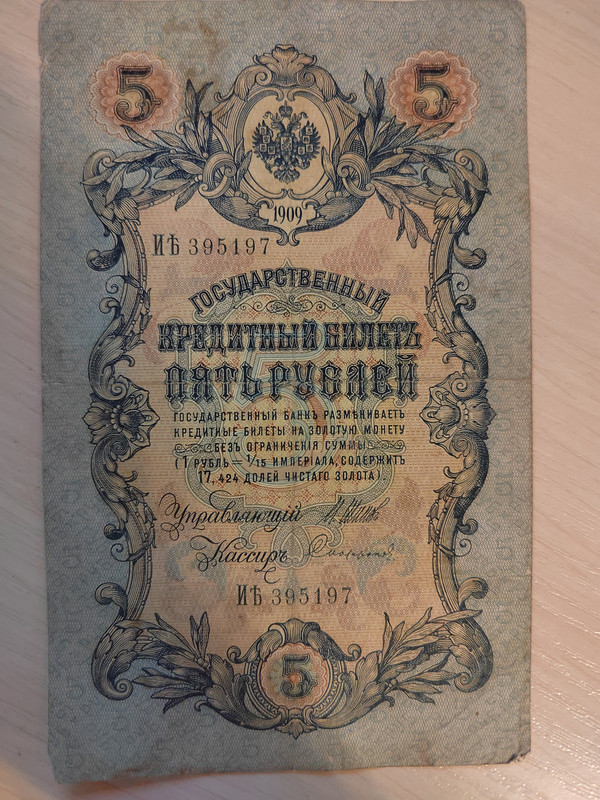 5 5
1909
ИѢ 395197
ГОСУДАРСТВЕННЫЙ
КРЕДИТНЫЙ БИЛЕТЪ
ПЯТЬ РУБЛЕЙ
ГОСУДАРСТВЕННЫЙ БАНКЪ РАЗМѢНИВАЕТЪ
КРЕДИТНЫЕ БИЛЕТЫ НА ЗОЛОТУЮ МОНЕТУ
БЕЗЪ ОГРАНИЧЕНІЯ СУММЫ
(1 РУБЛЬ = 1/15 ИМПЕРІАЛА, СОДЕРЖИТЪ
17,424 ДОЛЕЙ ЧИСТАГО ЗОЛОТА).
Управляющій
Кассиръ
ИѢ 395197
5